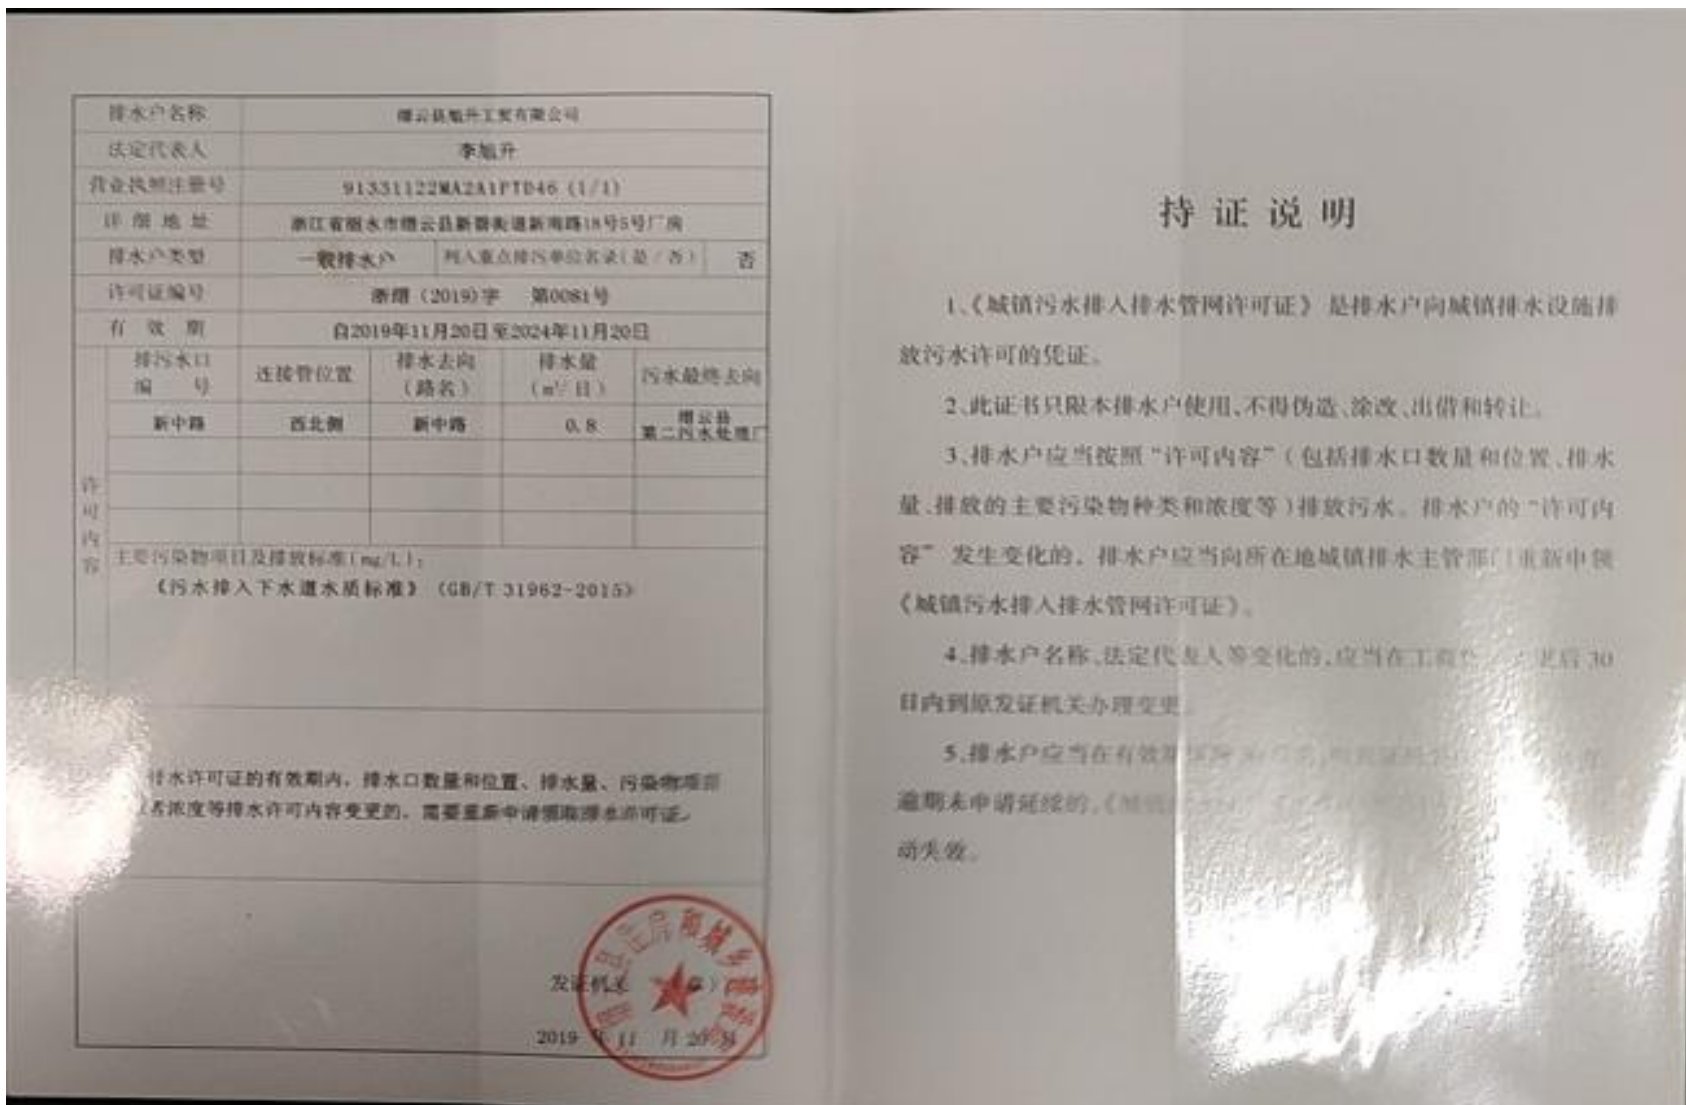 排水户名称 缙云县旭升工贸有限公司
法定代表人 李旭升
营业执照注册号 91331122MA2A1PTD46 (1/1)
详细地址 浙江省丽水市缙云县新碧街道新南路18号5号厂房
排水户类型 一般排水户 列入重点排污单位名录(是/否) 否
许可证编号 浙缙 (2019)字 第0081号
有效期 自2019年11月20日至2024年11月20日
许可内容
排污水口编号 连接管位置 排水去向(路名) 排水量(m³/日) 污水最终去向
新中路 西北侧 新中路 0.8 缙云县第二污水处理厂
主要污染物项目及排放标准(mg/L):
《污水排入下水道水质标准》(GB/T 31962-2015)
水许可证的有效期内，排水口数量和位置、排水量、污染物项目
者浓度等排水许可内容变更的，需要重新申请领取排水许可证。
发证机关 章)
2019 年 11 月 20 日
县住房和城乡建设局
持证说明
1、《城镇污水排入排水管网许可证》是排水户向城镇排水设施排
放污水许可的凭证。
2、此证书只限本排水户使用、不得伪造、涂改、出借和转让。
3、排水户应当按照“许可内容”(包括排水口数量和位置、排水
量、排放的主要污染物种类和浓度等)排放污水。排水户的“许可内
容”发生变化的，排水户应当向所在地城镇排水主管部门重新申领
《城镇污水排入排水管网许可证》。
4、排水户名称、法定代表人等变化的，应当在工商 更后30
日内到原发证机关办理变更。
5、排水户应当在有效期
逾期未申请延续的，《城镇
动失效。